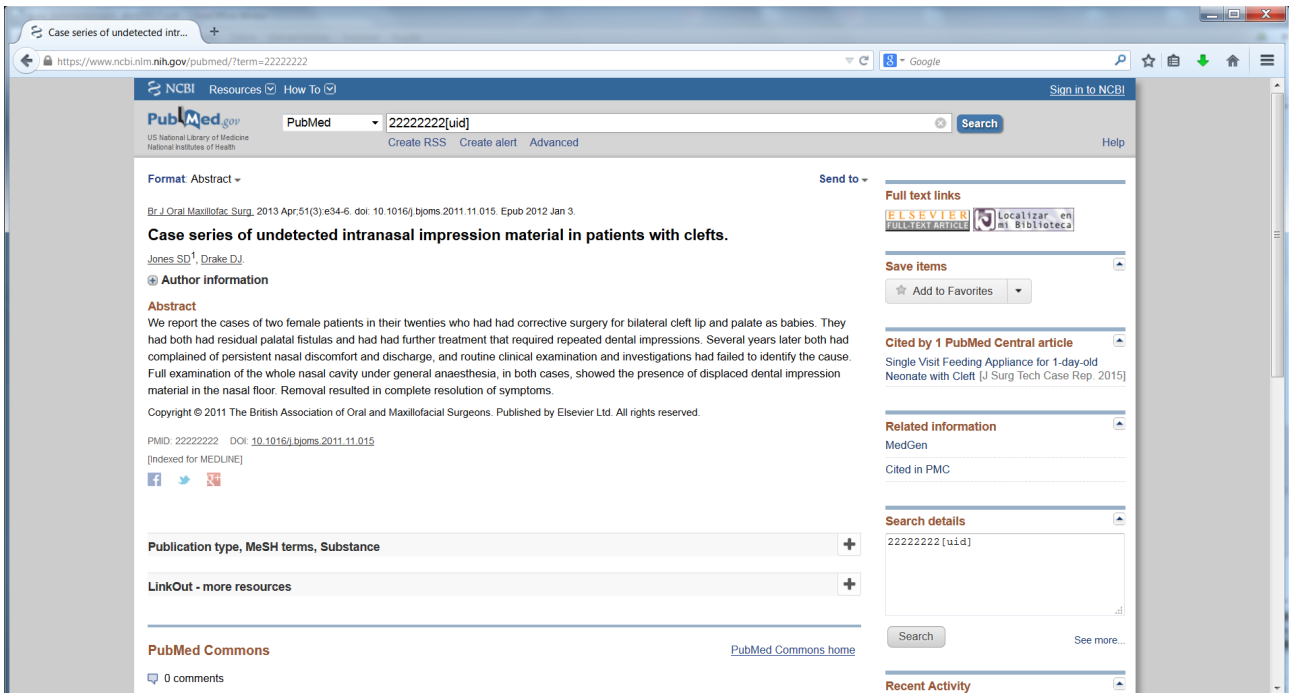 Case series of undetected intr...
https://www.ncbi.nlm.nih.gov/pubmed/?term=22222222
Google
NCBI Resources How To
Sign in to NCBI
PubMed.gov
US National Library of Medicine
National Institutes of Health
PubMed
22222222[uid]
Search
Create RSS Create alert Advanced
Help
Format: Abstract
Send to
Br J Oral Maxillofac Surg. 2013 Apr;51(3):e34-6. doi: 10.1016/j.bjoms.2011.11.015. Epub 2012 Jan 3.
Case series of undetected intranasal impression material in patients with clefts.
Jones SD1, Drake DJ.
Author information
Abstract
We report the cases of two female patients in their twenties who had had corrective surgery for bilateral cleft lip and palate as babies. They
had both had residual palatal fistulas and had had further treatment that required repeated dental impressions. Several years later both had
complained of persistent nasal discomfort and discharge, and routine clinical examination and investigations had failed to identify the cause.
Full examination of the whole nasal cavity under general anaesthesia, in both cases, showed the presence of displaced dental impression
material in the nasal floor. Removal resulted in complete resolution of symptoms.
Copyright © 2011 The British Association of Oral and Maxillofacial Surgeons. Published by Elsevier Ltd. All rights reserved.
PMID: 22222222 DOI: 10.1016/j.bjoms.2011.11.015
[Indexed for MEDLINE]
Publication type, MeSH terms, Substance
LinkOut - more resources
PubMed Commons
PubMed Commons home
0 comments
Full text links
ELSEVIER
FULL-TEXT ARTICLE
Localizar en
mi Biblioteca
Save items
Add to Favorites
Cited by 1 PubMed Central article
Single Visit Feeding Appliance for 1-day-old
Neonate with Cleft [J Surg Tech Case Rep. 2015]
Related information
MedGen
Cited in PMC
Search details
22222222[uid]
Search
See more...
Recent Activity